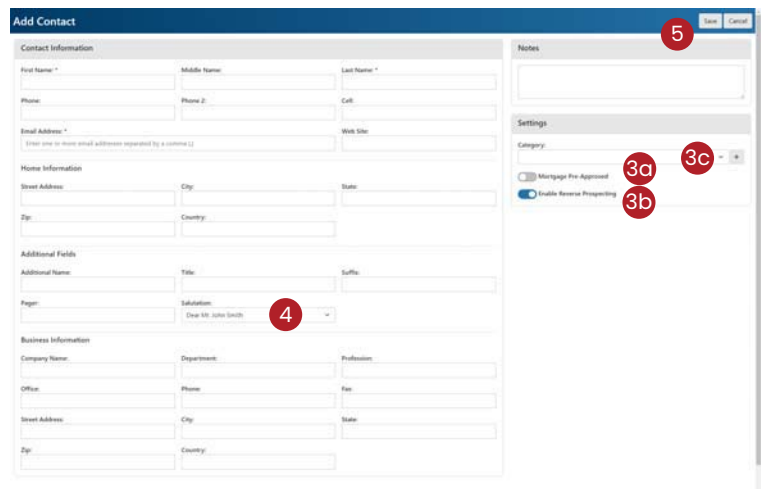 Add Contact
Save Cancel
5
Contact Information
First Name: * Middle Name: Last Name: *
Phone: Phone 2: Cell:
Email Address: * Web Site:
Enter one or more email addresses separated by a comma (,)
Home Information
Street Address: City: State:
Zip: Country:
Additional Fields
Additional Name: Title: Suffix:
Pager: Salutation:
Dear Mr. John Smith
4
Business Information
Company Name: Department: Profession:
Office: Phone: Fax:
Street Address: City: State:
Zip: Country:
Notes
Settings
Category:
3c
+
Mortgage Pre-Approved
3a
Enable Reverse Prospecting
3b